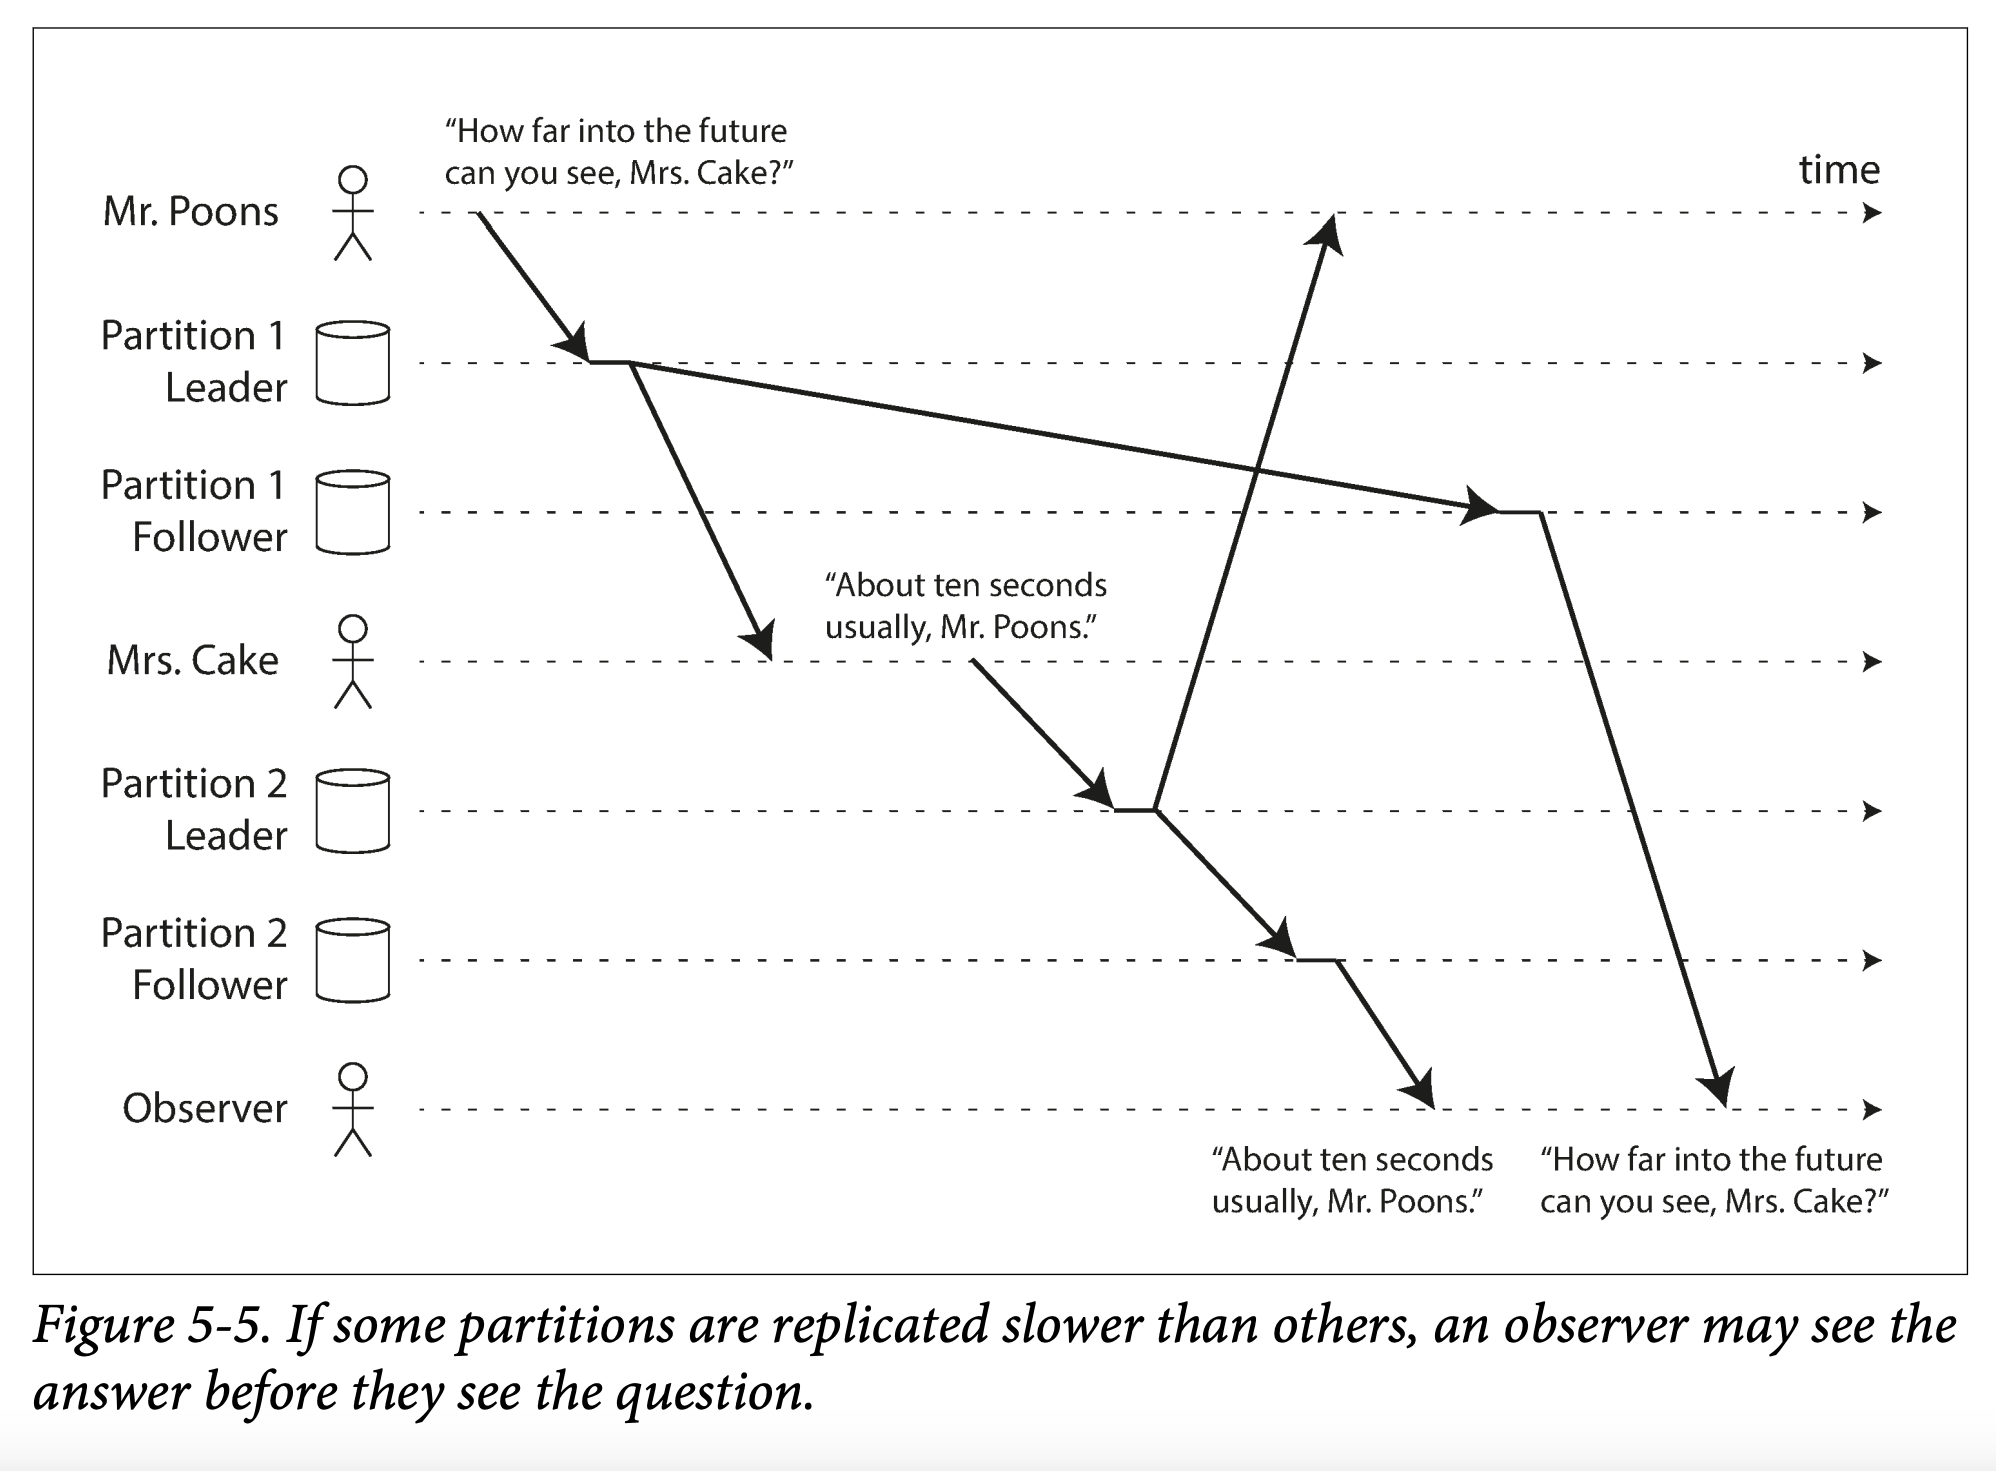 “How far into the future
can you see, Mrs. Cake?”
time
Mr. Poons
Partition 1
Leader
Partition 1
Follower
“About ten seconds
usually, Mr. Poons.”
Mrs. Cake
Partition 2
Leader
Partition 2
Follower
Observer
“About ten seconds
usually, Mr. Poons.”
“How far into the future
can you see, Mrs. Cake?”
Figure 5-5. If some partitions are replicated slower than others, an observer may see the
answer before they see the question.